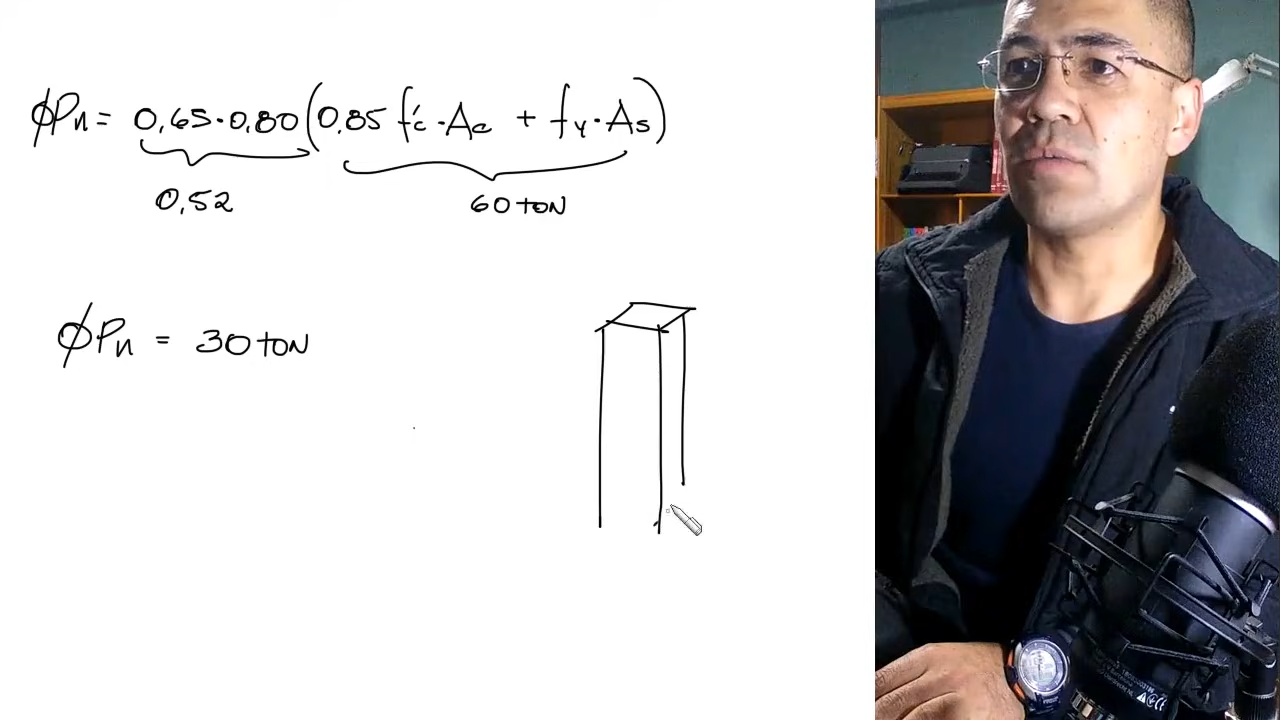 ϕPn = 0,65·0,80(0,85 f'c·Ac + fy·As)
0,52 60 TON
ϕPn = 30 TON